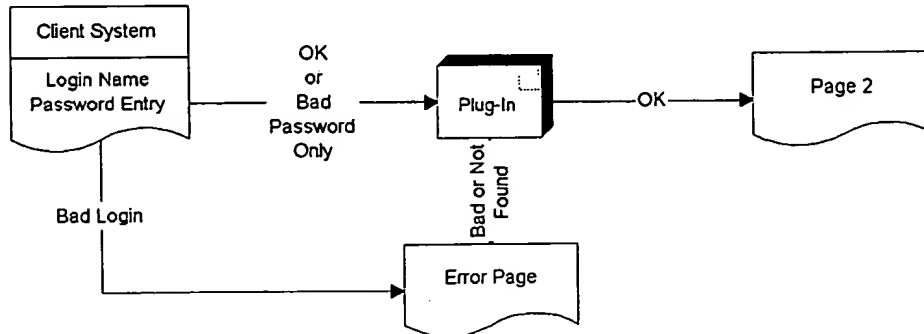 Client System
Login Name
Password Entry
OK
or
Bad
Password
Only
Plug-In
OK
Page 2
Bad or Not
Found
Bad Login
Error Page